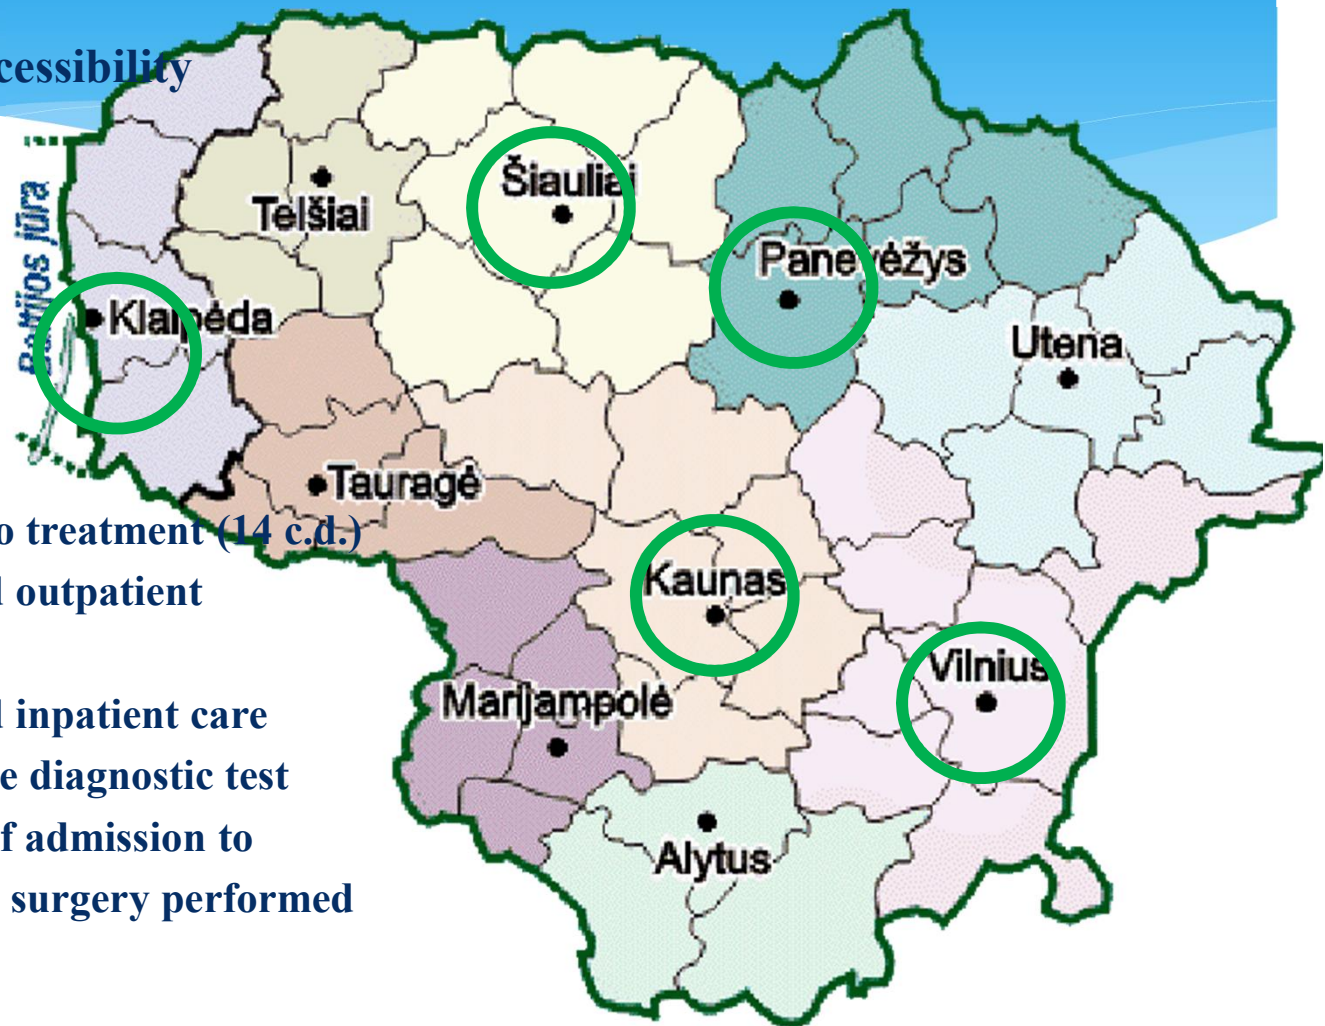 cessibility
Šiauliai
Telšiai
Panevėžys
Baltijos jūra
Klaipėda
Utena
Tauragė
o treatment (14 c.d.)
l outpatient
Kaunas
Vilnius
l inpatient care
Marijampolė
e diagnostic test
f admission to
Alytus
surgery performed